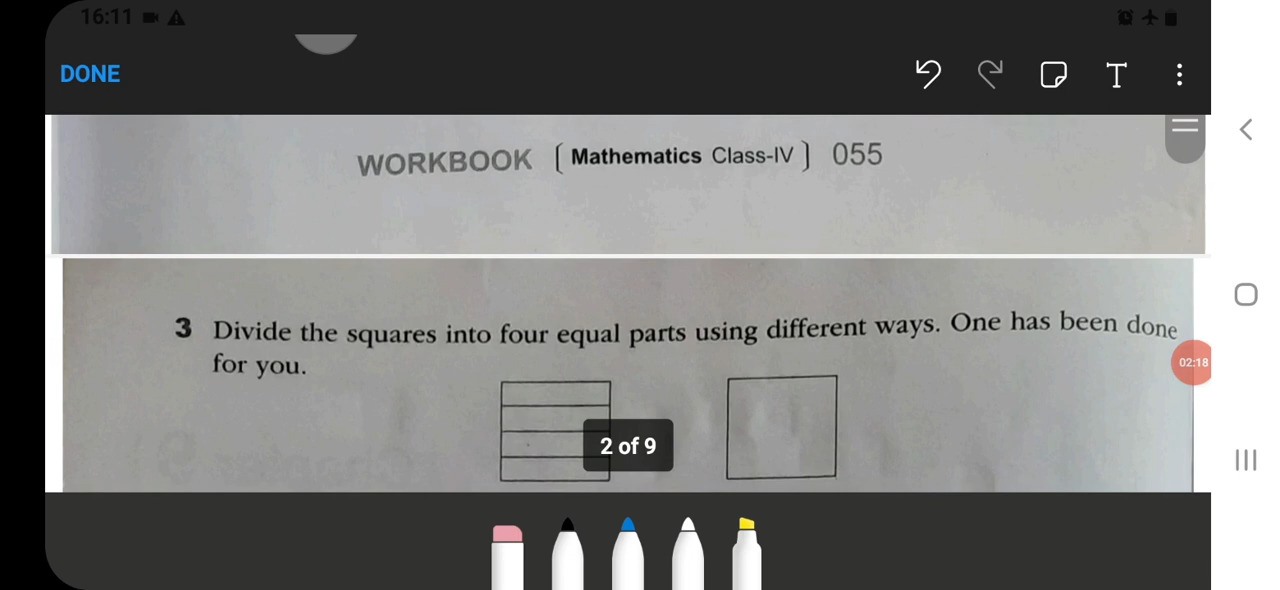 16:11
DONE
T
WORKBOOK [ Mathematics Class-IV ] 055
3 Divide the squares into four equal parts using different ways. One has been done
for you.
02:18
2 of 9